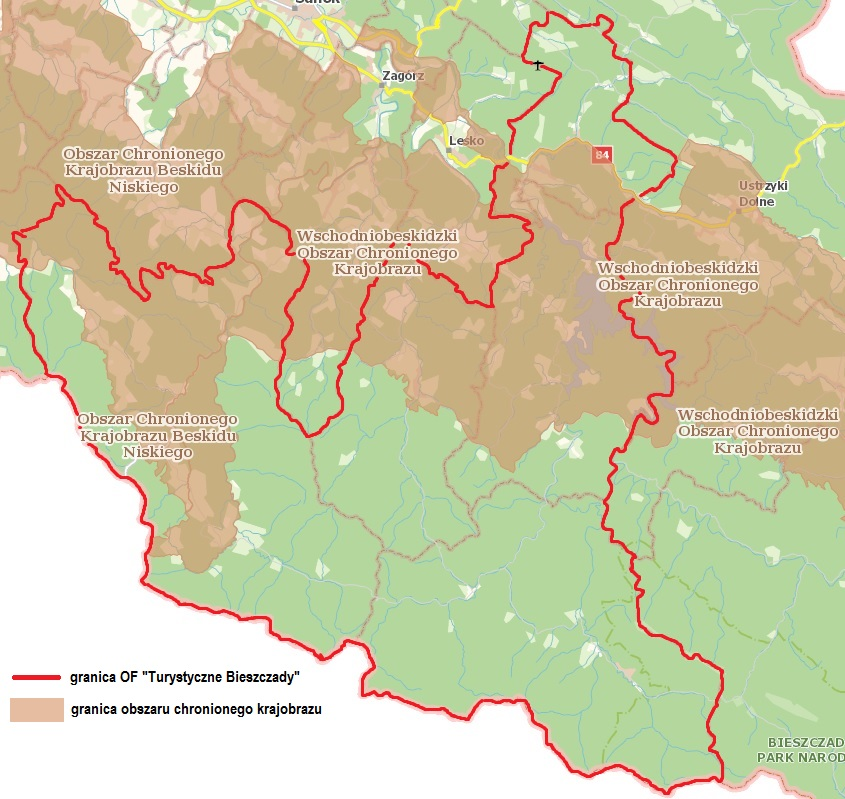 Sanok
Zagórz
Lesko
84
Ustrzyki
Dolne
Obszar Chronionego
Krajobrazu Beskidu
Niskiego
Wschodniobeskidzki
Obszar Chronionego
Krajobrazu
Wschodniobeskidzki
Obszar Chronionego
Krajobrazu
Obszar Chronionego
Krajobrazu Beskidu
Niskiego
Wschodniobeskidzki
Obszar Chronionego
Krajobrazu
granica OF "Turystyczne Bieszczady"
granica obszaru chronionego krajobrazu
BIESZCZAD
PARK NAROD